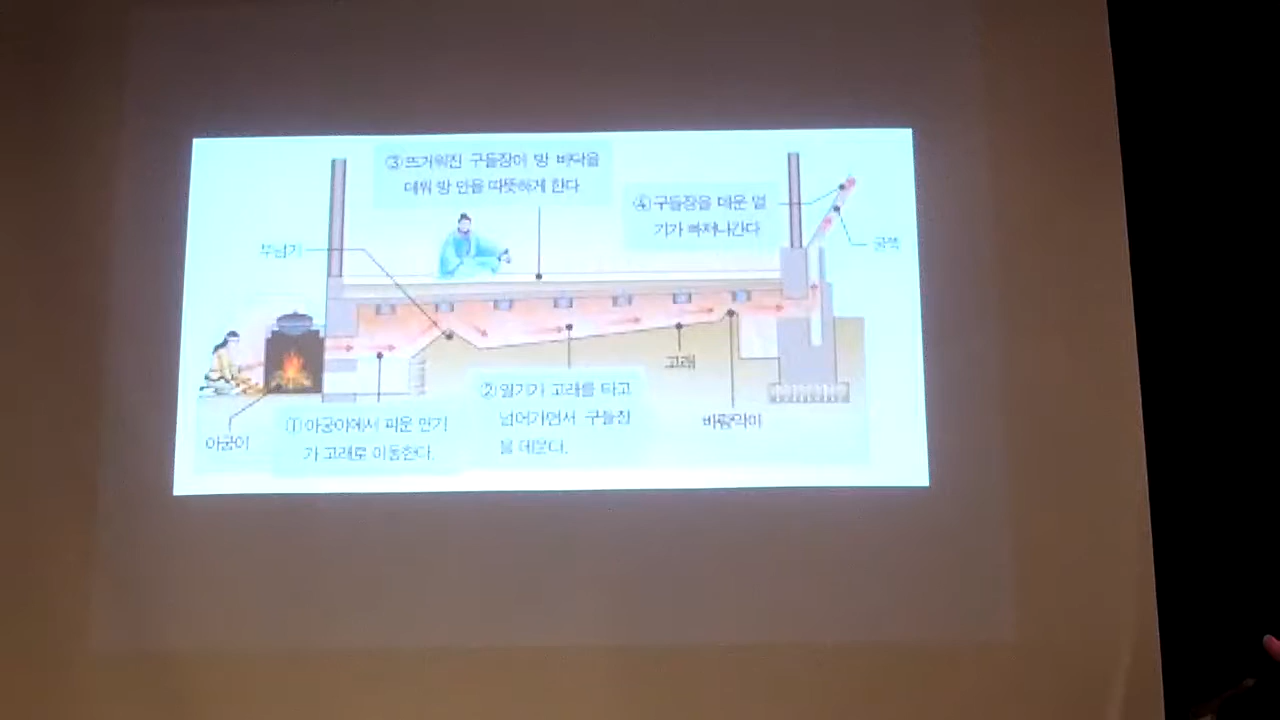 ③ 뜨거워진 구들장이 방 바닥을
데워 방 안을 따뜻하게 한다
④ 구들장을 데운 열
기가 빠져나간다
부넘기
굴뚝
고래
② 열기가 고래를 타고
넘어가면서 구들장
을 데운다.
바람막이
① 아궁이에서 피운 연기
가 고래로 이동한다.
아궁이